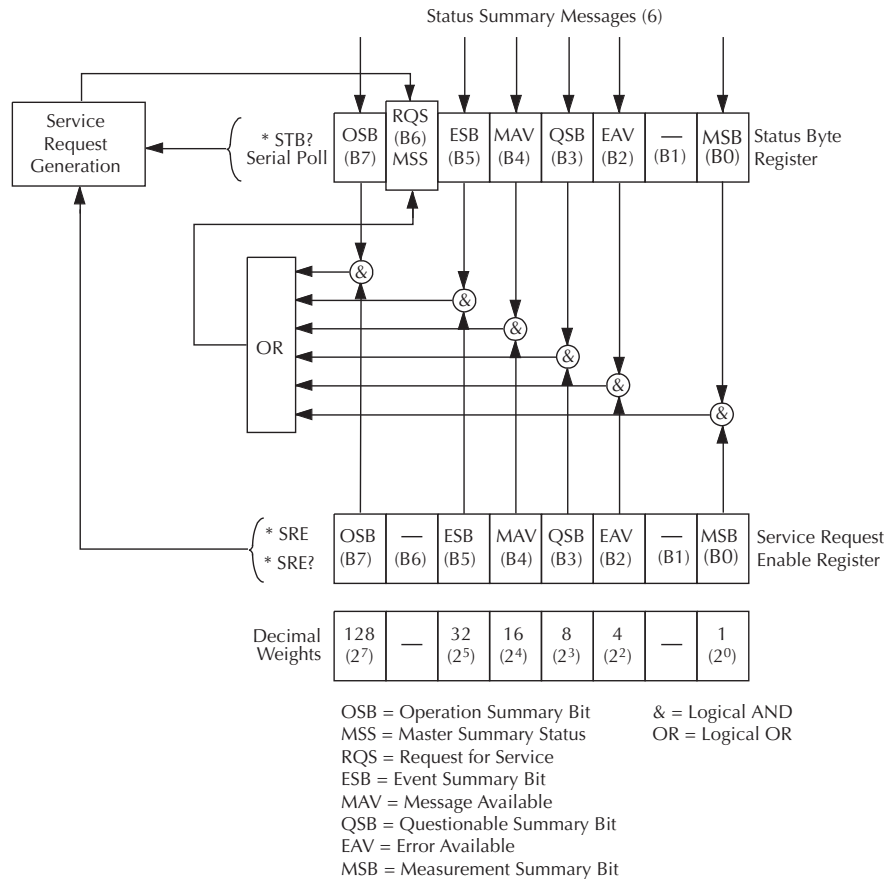 Status Summary Messages (6)
Service
Request
Generation
* STB?
Serial Poll
OSB
(B7)
RQS
(B6)
MSS
ESB
(B5)
MAV
(B4)
QSB
(B3)
EAV
(B2)
—
(B1)
MSB
(B0)
Status Byte
Register
OR
&
&
&
&
&
&
* SRE
* SRE?
OSB
(B7)
—
(B6)
ESB
(B5)
MAV
(B4)
QSB
(B3)
EAV
(B2)
—
(B1)
MSB
(B0)
Service Request
Enable Register
Decimal
Weights
128
(2⁷)
—
32
(2⁵)
16
(2⁴)
8
(2³)
4
(2²)
—
1
(2⁰)
OSB = Operation Summary Bit
MSS = Master Summary Status
RQS = Request for Service
ESB = Event Summary Bit
MAV = Message Available
QSB = Questionable Summary Bit
EAV = Error Available
MSB = Measurement Summary Bit
& = Logical AND
OR = Logical OR